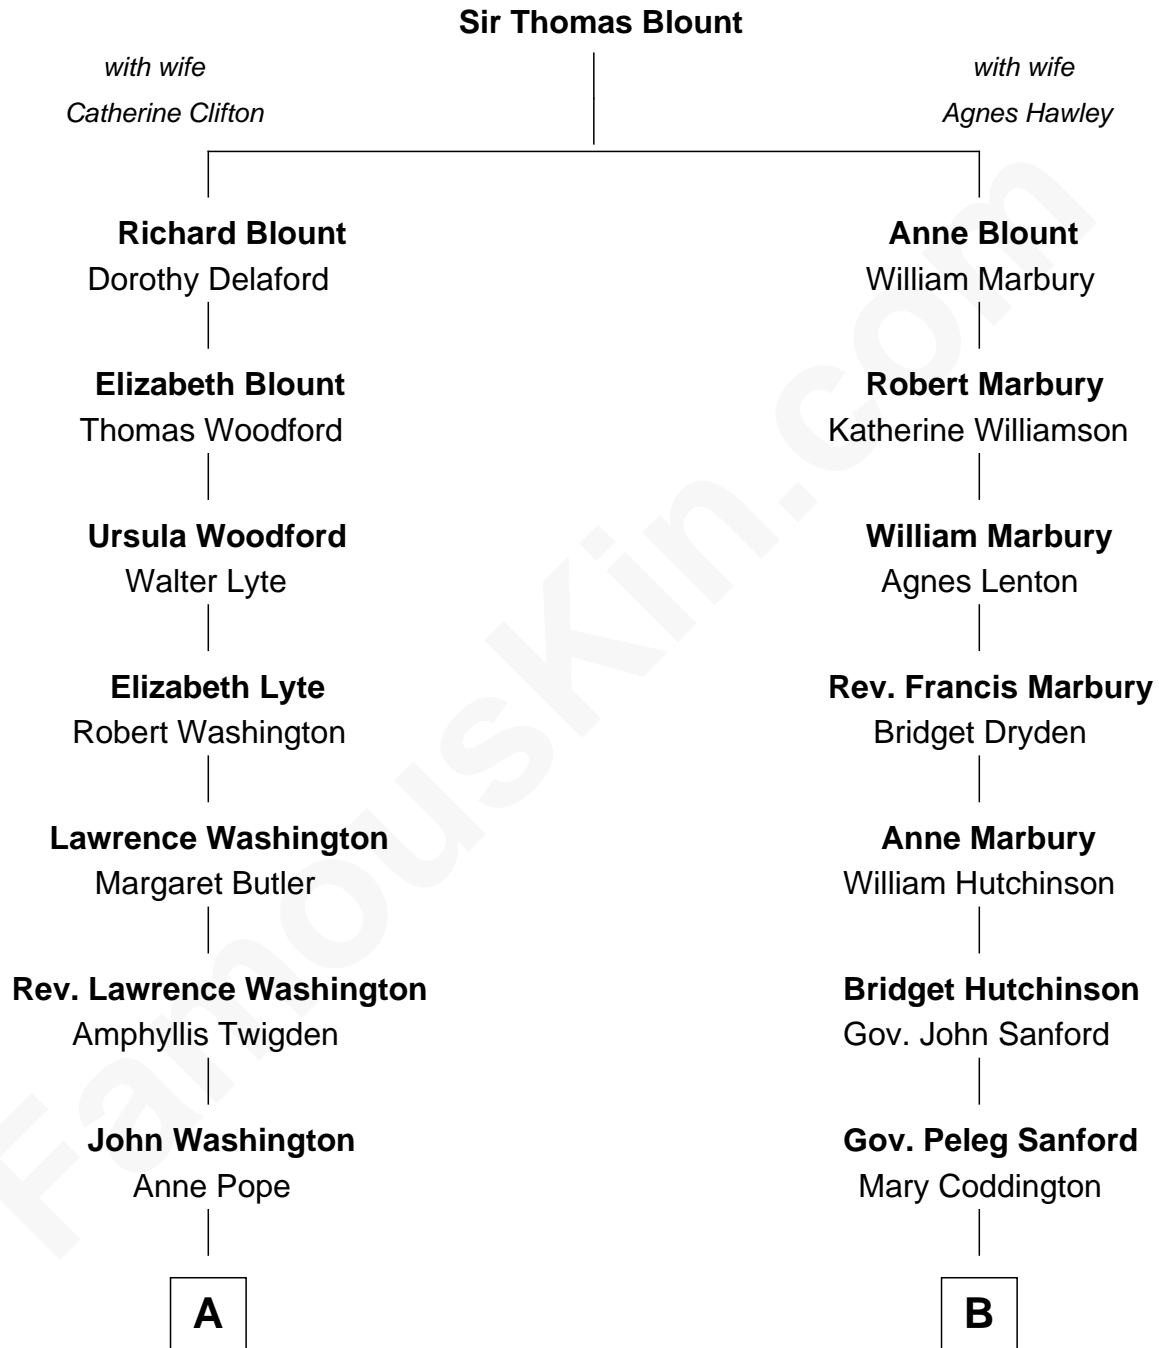 Sir Thomas Blount
with wife
Catherine Clifton
with wife
Agnes Hawley
Richard Blount
Dorothy Delaford
Anne Blount
William Marbury
Elizabeth Blount
Thomas Woodford
Robert Marbury
Katherine Williamson
Ursula Woodford
Walter Lyte
William Marbury
Agnes Lenton
Elizabeth Lyte
Robert Washington
Rev. Francis Marbury
Bridget Dryden
Lawrence Washington
Margaret Butler
Anne Marbury
William Hutchinson
Rev. Lawrence Washington
Amphyllis Twigden
Bridget Hutchinson
Gov. John Sanford
John Washington
Anne Pope
Gov. Peleg Sanford
Mary Coddington
A
B
FamousKin.com